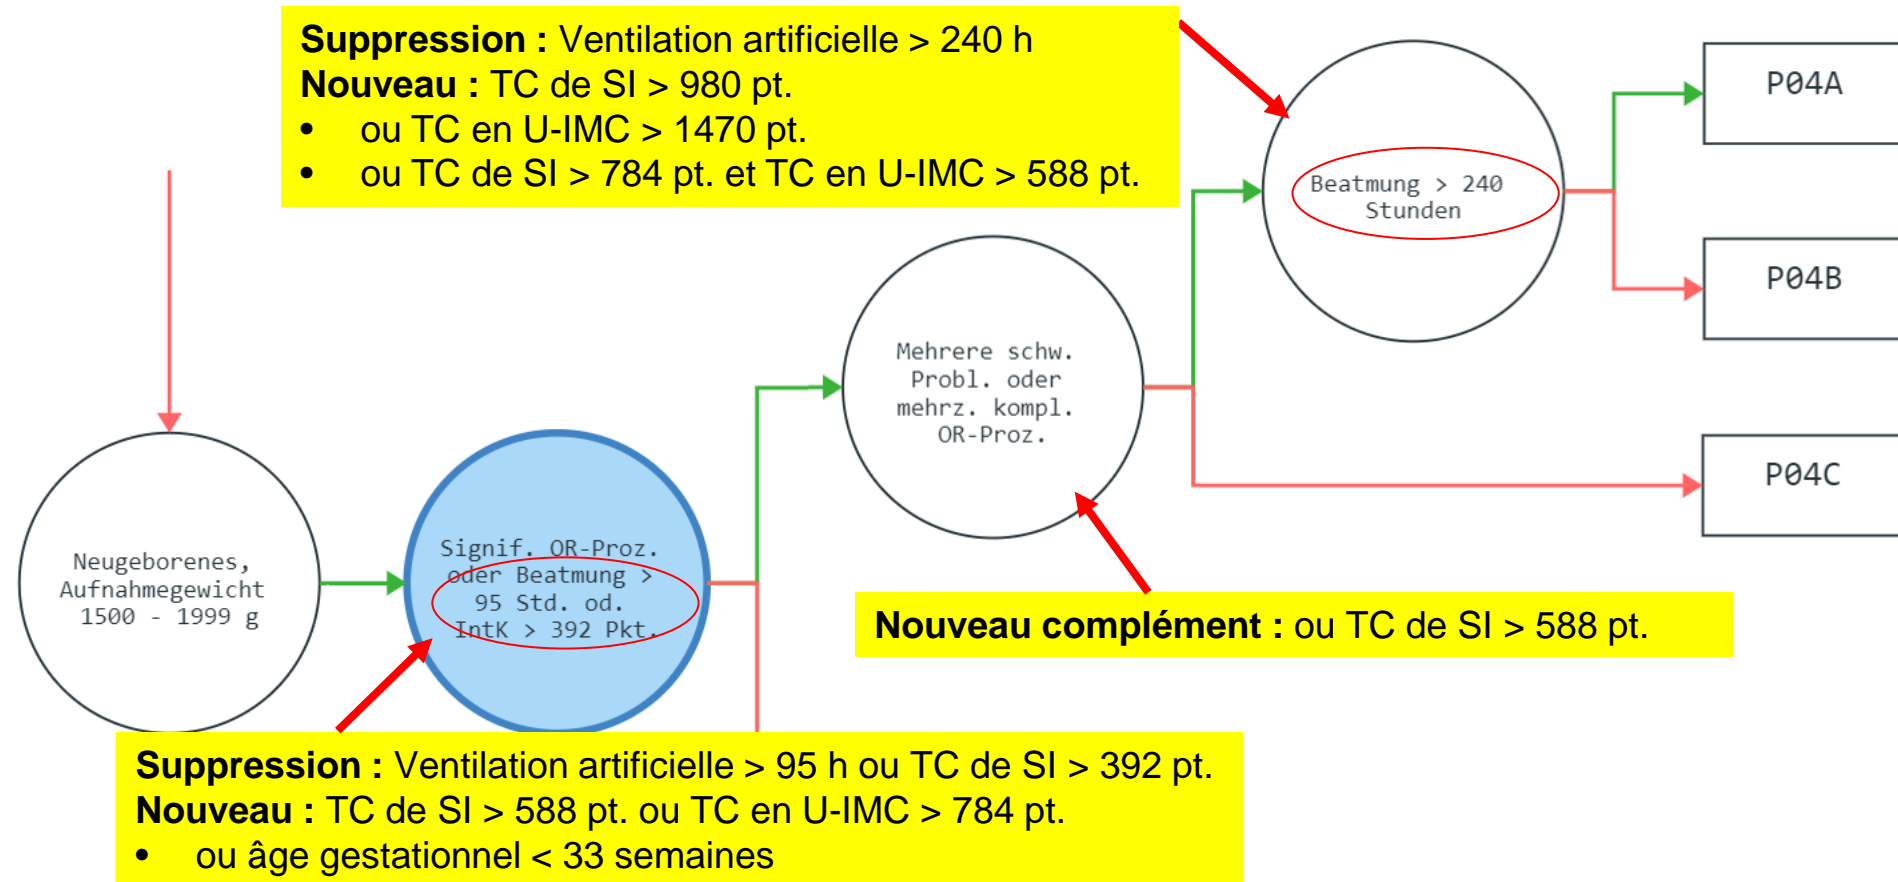 Suppression : Ventilation artificielle > 240 h
Nouveau : TC de SI > 980 pt.
• ou TC en U-IMC > 1470 pt.
• ou TC de SI > 784 pt. et TC en U-IMC > 588 pt.
Beatmung > 240
Stunden
P04A
P04B
P04C
Mehrere schw.
Probl. oder
mehrz. kompl.
OR-Proz.
Neugeborenes,
Aufnahmegewicht
1500 - 1999 g
Signif. OR-Proz.
oder Beatmung >
95 Std. od.
IntK > 392 Pkt.
Nouveau complément : ou TC de SI > 588 pt.
Suppression : Ventilation artificielle > 95 h ou TC de SI > 392 pt.
Nouveau : TC de SI > 588 pt. ou TC en U-IMC > 784 pt.
• ou âge gestationnel < 33 semaines